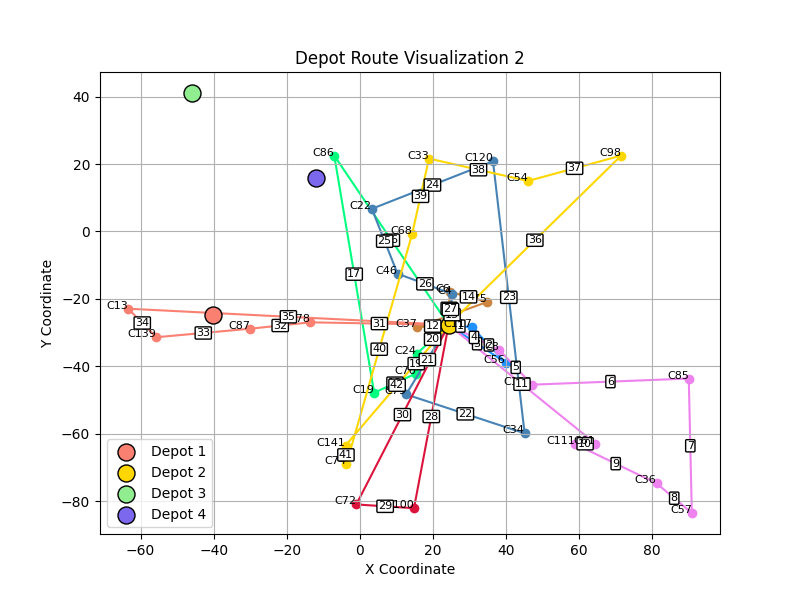 Depot Route Visualization 2
Y Coordinate
40
20
0
−20
−40
−60
−80
C86
C33
C120
C98
38
37
C54
24
39
C22
C68
36
25
17
C46
26
C6
14
23
27
C13
35
C78
34
C139
C87
32
33
31
C37
12
4
20
C24
21
C56
5
11
6
C85
40
42
C19
30
28
22
C34
C141
41
C111
10
7
9
C36
8
C57
C72
29
C100
Depot 1
Depot 2
Depot 3
Depot 4
−60
−40
−20
0
20
40
60
80
X Coordinate